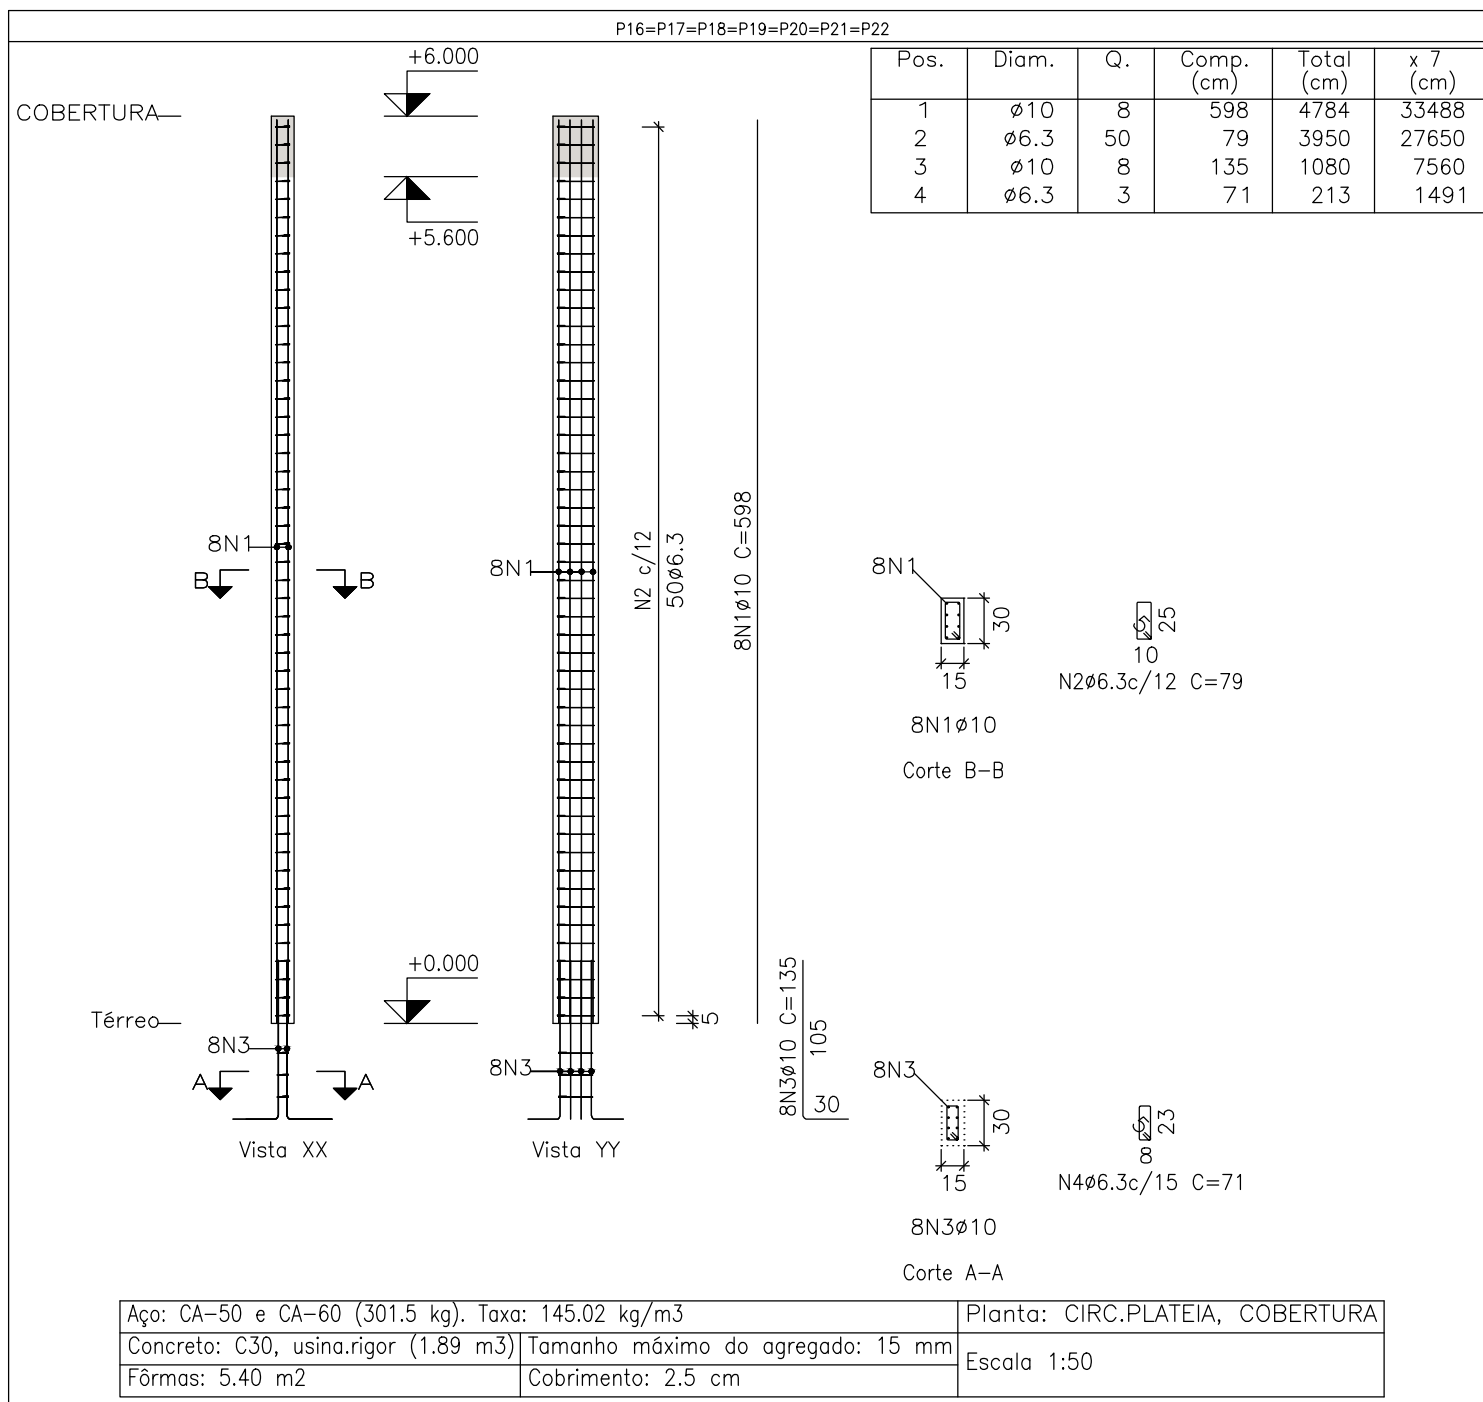 P16=P17=P18=P19=P20=P21=P22
Pos. Diam. Q. Comp. (cm) Total (cm) x 7 (cm)
1 ø10 8 598 4784 33488
2 ø6.3 50 79 3950 27650
3 ø10 8 135 1080 7560
4 ø6.3 3 71 213 1491
+6.000
COBERTURA
+5.600
8N1
B B
8N1
N2 c/12
50ø6.3
8N1ø10 C=598
8N1
30
15
8N1ø10
Corte B-B
5
25
10
N2ø6.3c/12 C=79
+0.000
Térreo
5
8N3
A A
8N3
8N3ø10 C=135
105
30
Vista XX
Vista YY
8N3
30
15
8N3ø10
Corte A-A
5
23
8
N4ø6.3c/15 C=71
Aço: CA-50 e CA-60 (301.5 kg). Taxa: 145.02 kg/m3
Planta: CIRC.PLATEIA, COBERTURA
Concreto: C30, usina.rigor (1.89 m3)
Tamanho máximo do agregado: 15 mm
Escala 1:50
Fôrmas: 5.40 m2
Cobrimento: 2.5 cm